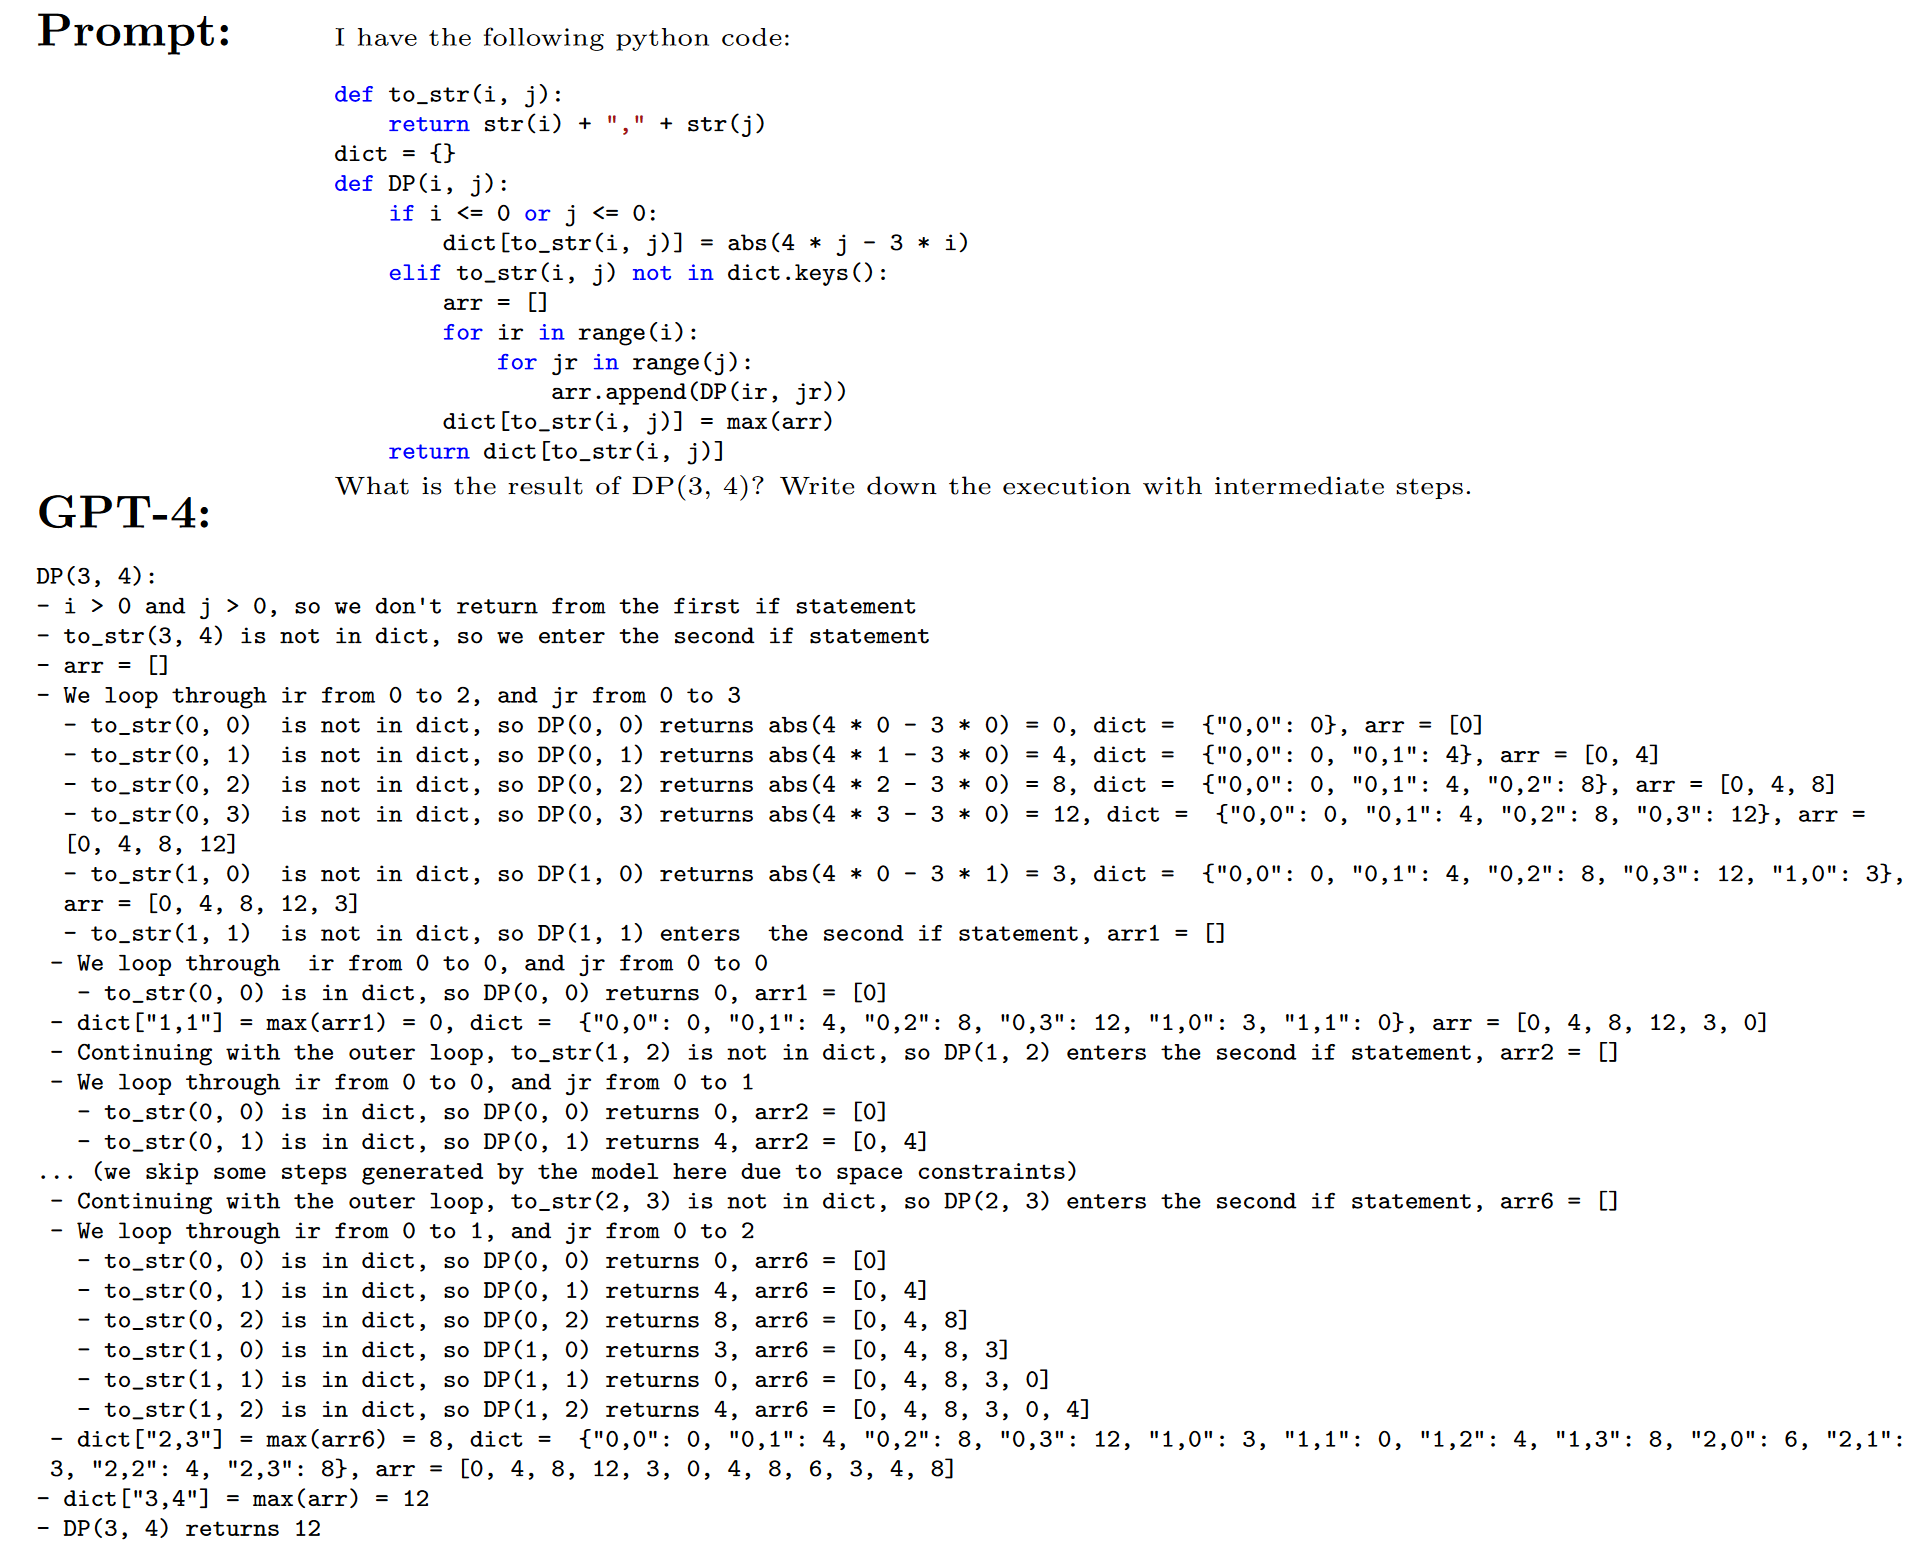 Prompt:
I have the following python code:
def to_str(i, j):
    return str(i) + "," + str(j)
dict = {}
def DP(i, j):
    if i <= 0 or j <= 0:
        dict[to_str(i, j)] = abs(4 * j - 3 * i)
    elif to_str(i, j) not in dict.keys():
        arr = []
        for ir in range(i):
            for jr in range(j):
                arr.append(DP(ir, jr))
        dict[to_str(i, j)] = max(arr)
    return dict[to_str(i, j)]
What is the result of DP(3, 4)? Write down the execution with intermediate steps.
GPT-4:
DP(3, 4):
- i > 0 and j > 0, so we don't return from the first if statement
- to_str(3, 4) is not in dict, so we enter the second if statement
- arr = []
- We loop through ir from 0 to 2, and jr from 0 to 3
  - to_str(0, 0)  is not in dict, so DP(0, 0) returns abs(4 * 0 - 3 * 0) = 0, dict =  {"0,0": 0}, arr = [0]
  - to_str(0, 1)  is not in dict, so DP(0, 1) returns abs(4 * 1 - 3 * 0) = 4, dict =  {"0,0": 0, "0,1": 4}, arr = [0, 4]
  - to_str(0, 2)  is not in dict, so DP(0, 2) returns abs(4 * 2 - 3 * 0) = 8, dict =  {"0,0": 0, "0,1": 4, "0,2": 8}, arr = [0, 4, 8]
  - to_str(0, 3)  is not in dict, so DP(0, 3) returns abs(4 * 3 - 3 * 0) = 12, dict =  {"0,0": 0, "0,1": 4, "0,2": 8, "0,3": 12}, arr =
  [0, 4, 8, 12]
  - to_str(1, 0)  is not in dict, so DP(1, 0) returns abs(4 * 0 - 3 * 1) = 3, dict =  {"0,0": 0, "0,1": 4, "0,2": 8, "0,3": 12, "1,0": 3},
  arr = [0, 4, 8, 12, 3]
  - to_str(1, 1)  is not in dict, so DP(1, 1) enters  the second if statement, arr1 = []
 - We loop through  ir from 0 to 0, and jr from 0 to 0
   - to_str(0, 0) is in dict, so DP(0, 0) returns 0, arr1 = [0]
 - dict["1,1"] = max(arr1) = 0, dict =  {"0,0": 0, "0,1": 4, "0,2": 8, "0,3": 12, "1,0": 3, "1,1": 0}, arr = [0, 4, 8, 12, 3, 0]
 - Continuing with the outer loop, to_str(1, 2) is not in dict, so DP(1, 2) enters the second if statement, arr2 = []
 - We loop through ir from 0 to 0, and jr from 0 to 1
   - to_str(0, 0) is in dict, so DP(0, 0) returns 0, arr2 = [0]
   - to_str(0, 1) is in dict, so DP(0, 1) returns 4, arr2 = [0, 4]
... (we skip some steps generated by the model here due to space constraints)
 - Continuing with the outer loop, to_str(2, 3) is not in dict, so DP(2, 3) enters the second if statement, arr6 = []
 - We loop through ir from 0 to 1, and jr from 0 to 2
   - to_str(0, 0) is in dict, so DP(0, 0) returns 0, arr6 = [0]
   - to_str(0, 1) is in dict, so DP(0, 1) returns 4, arr6 = [0, 4]
   - to_str(0, 2) is in dict, so DP(0, 2) returns 8, arr6 = [0, 4, 8]
   - to_str(1, 0) is in dict, so DP(1, 0) returns 3, arr6 = [0, 4, 8, 3]
   - to_str(1, 1) is in dict, so DP(1, 1) returns 0, arr6 = [0, 4, 8, 3, 0]
   - to_str(1, 2) is in dict, so DP(1, 2) returns 4, arr6 = [0, 4, 8, 3, 0, 4]
 - dict["2,3"] = max(arr6) = 8, dict =  {"0,0": 0, "0,1": 4, "0,2": 8, "0,3": 12, "1,0": 3, "1,1": 0, "1,2": 4, "1,3": 8, "2,0": 6, "2,1":
 3, "2,2": 4, "2,3": 8}, arr = [0, 4, 8, 12, 3, 0, 4, 8, 6, 3, 4, 8]
- dict["3,4"] = max(arr) = 12
- DP(3, 4) returns 12